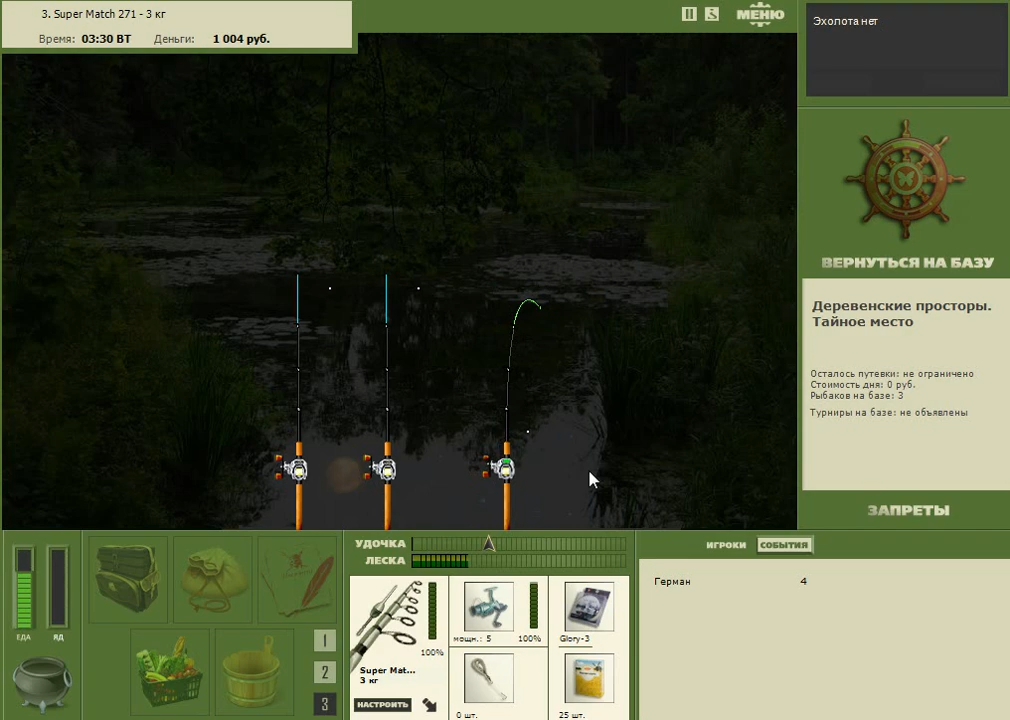 3. Super Match 271 - 3 кг
Время: 03:30 ВТ Деньги: 1 004 руб.
МЕНЮ
Эхолота нет
ВЕРНУТЬСЯ НА БАЗУ
Деревенские просторы.
Тайное место
Осталось путевки: не ограничено
Стоимость дня: 0 руб.
Рыбаков на базе: 3
Турниры на базе: не объявлены
ЗАПРЕТЫ
УДОЧКА
ЛЕСКА
ИГРОКИ СОБЫТИЯ
Герман 4
ЕДА ЯД
1
2
3
100%
Super Mat...
3 кг
НАСТРОИТЬ
мощн.: 5 100%
Glory-3
0 шт.
25 шт.